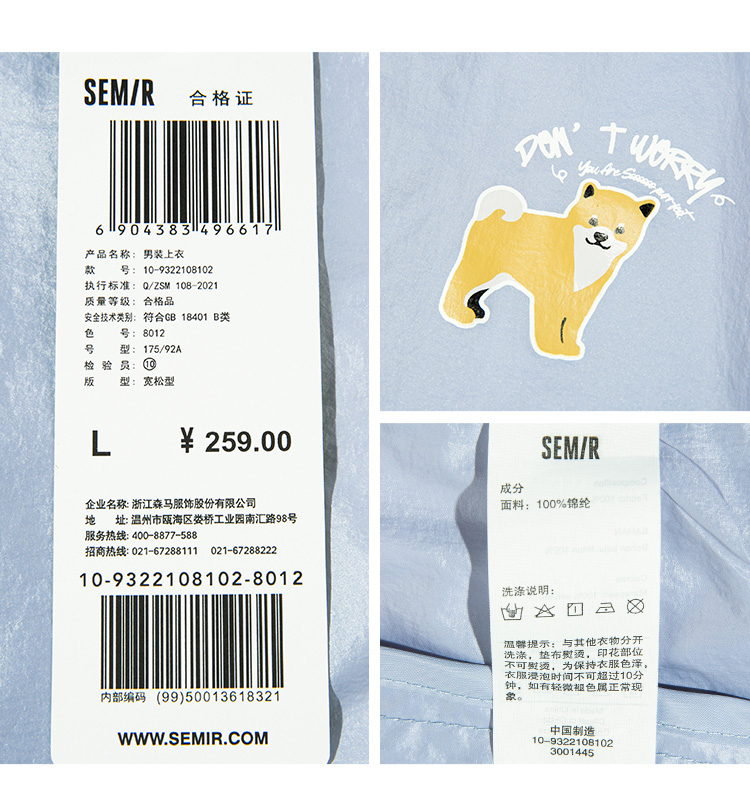 SEMIR 合格证
6 904383 496617
产品名称: 男装上衣
款 号: 10-9322108102
执行标准: Q/ZSM 108-2021
质量等级: 合格品
安全技术类别: 符合GB 18401 B类
色 号: 8012
号 型: 175/92A
检 验 员: ⑩
版 型: 宽松型
L ¥ 259.00
企业名称: 浙江森马服饰股份有限公司
地 址: 温州市瓯海区娄桥工业园南汇路98号
服务热线: 400-8877-588
招商热线: 021-67288111 021-67288222
10-9322108102-8012
内部编码 (99)50013618321
WWW.SEMIR.COM
DON'T WORRY
You Are Sooooo perfect
SEMIR
成分
面料: 100%锦纶
洗涤说明:
温馨提示: 与其他衣物分开
洗涤, 垫布熨烫, 印花部位
不可熨烫, 为保持衣服色泽,
衣服浸泡时间不可超过10分
钟, 如有轻微褪色属正常现
象。
中国制造
10-9322108102
3001445